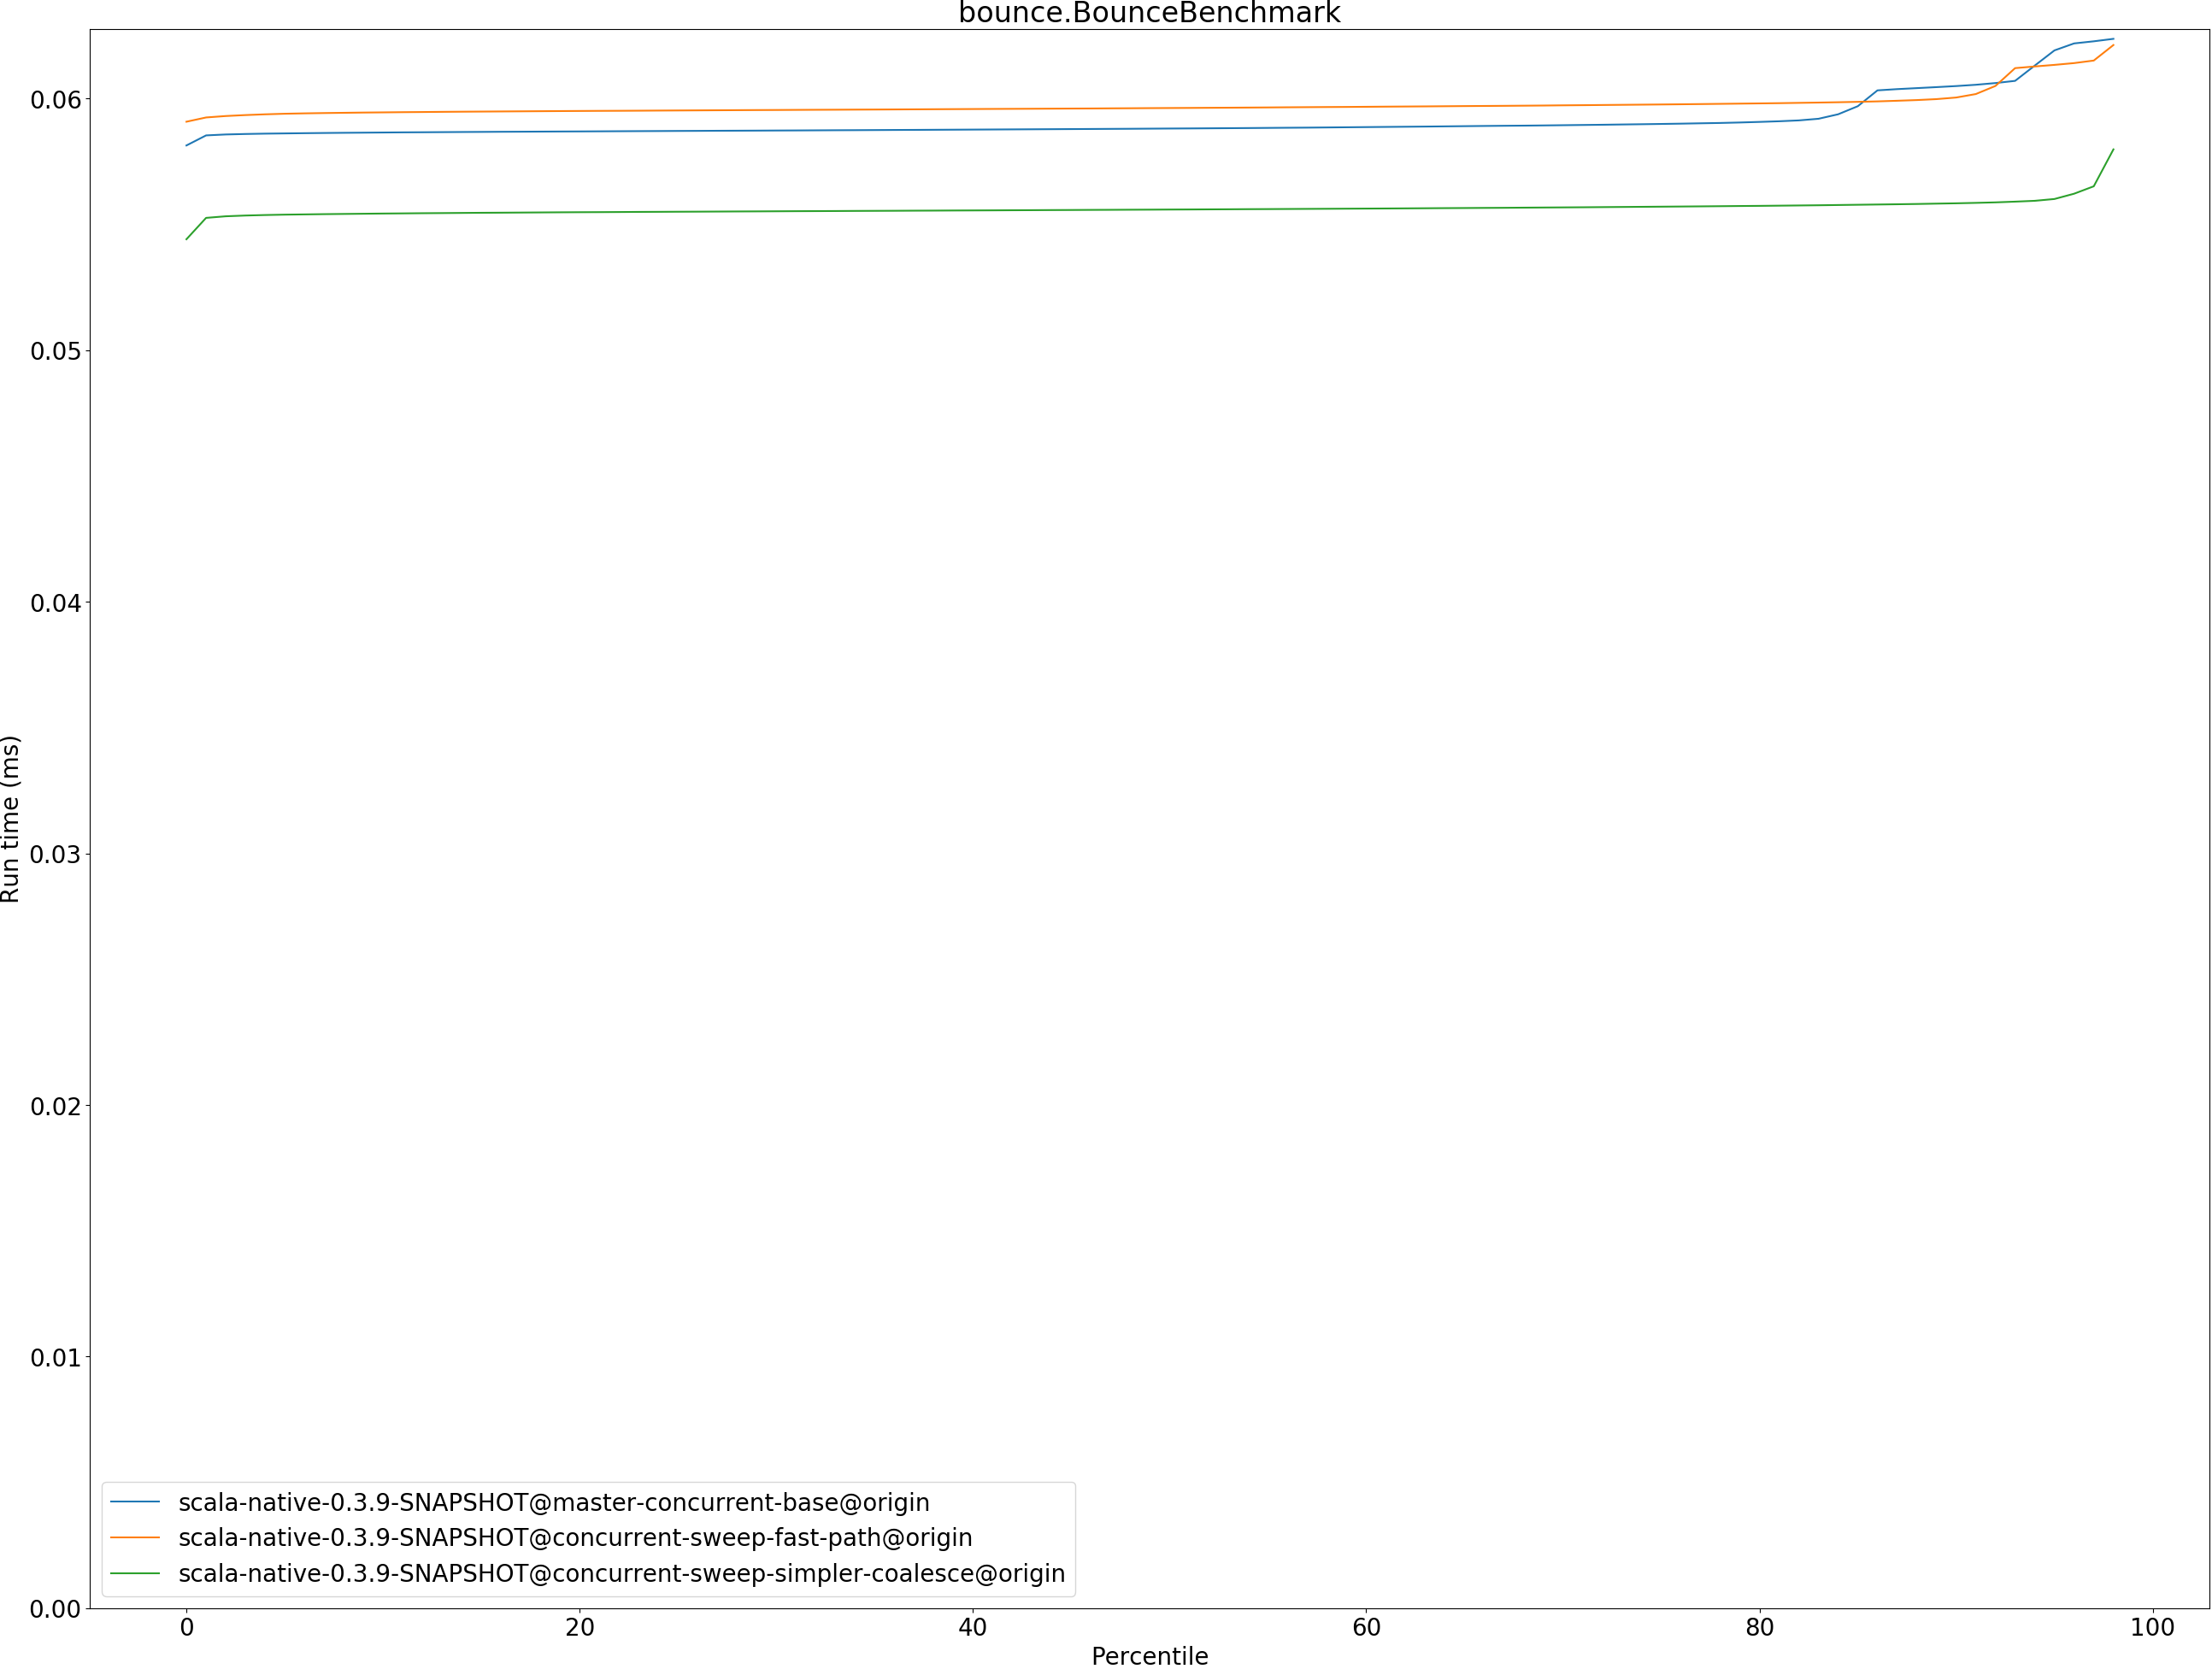 bounce.BounceBenchmark
Run time (ms)
0.06
0.05
0.04
0.03
0.02
0.01
0.00
scala-native-0.3.9-SNAPSHOT@master-concurrent-base@origin
scala-native-0.3.9-SNAPSHOT@concurrent-sweep-fast-path@origin
scala-native-0.3.9-SNAPSHOT@concurrent-sweep-simpler-coalesce@origin
0 20 40 60 80 100
Percentile